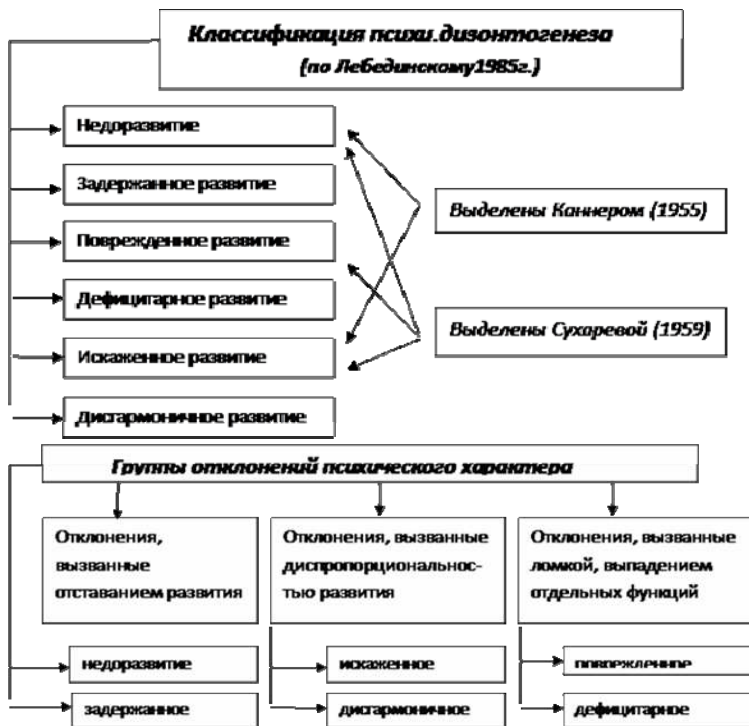 Классификация психи.дизонтогенеза
(по Лебединскому1985г.)
Недоразвитие
Задержанное развитие
Поврежденное развитие
Дефицитарное развитие
Искаженное развитие
Дисгармоничное развитие
Выделены Каннером (1955)
Выделены Сухаревой (1959)
Группы отклонений психического характера
Отклонения,
вызванные
отставанием развития
Отклонения, вызванные
диспропорциональнос-
тью развития
Отклонения, вызванные
ломкой, выпадением
отдельных функций
недоразвитие
задержанное
искаженное
дисгармоничное
поврежденное
дефицитарное